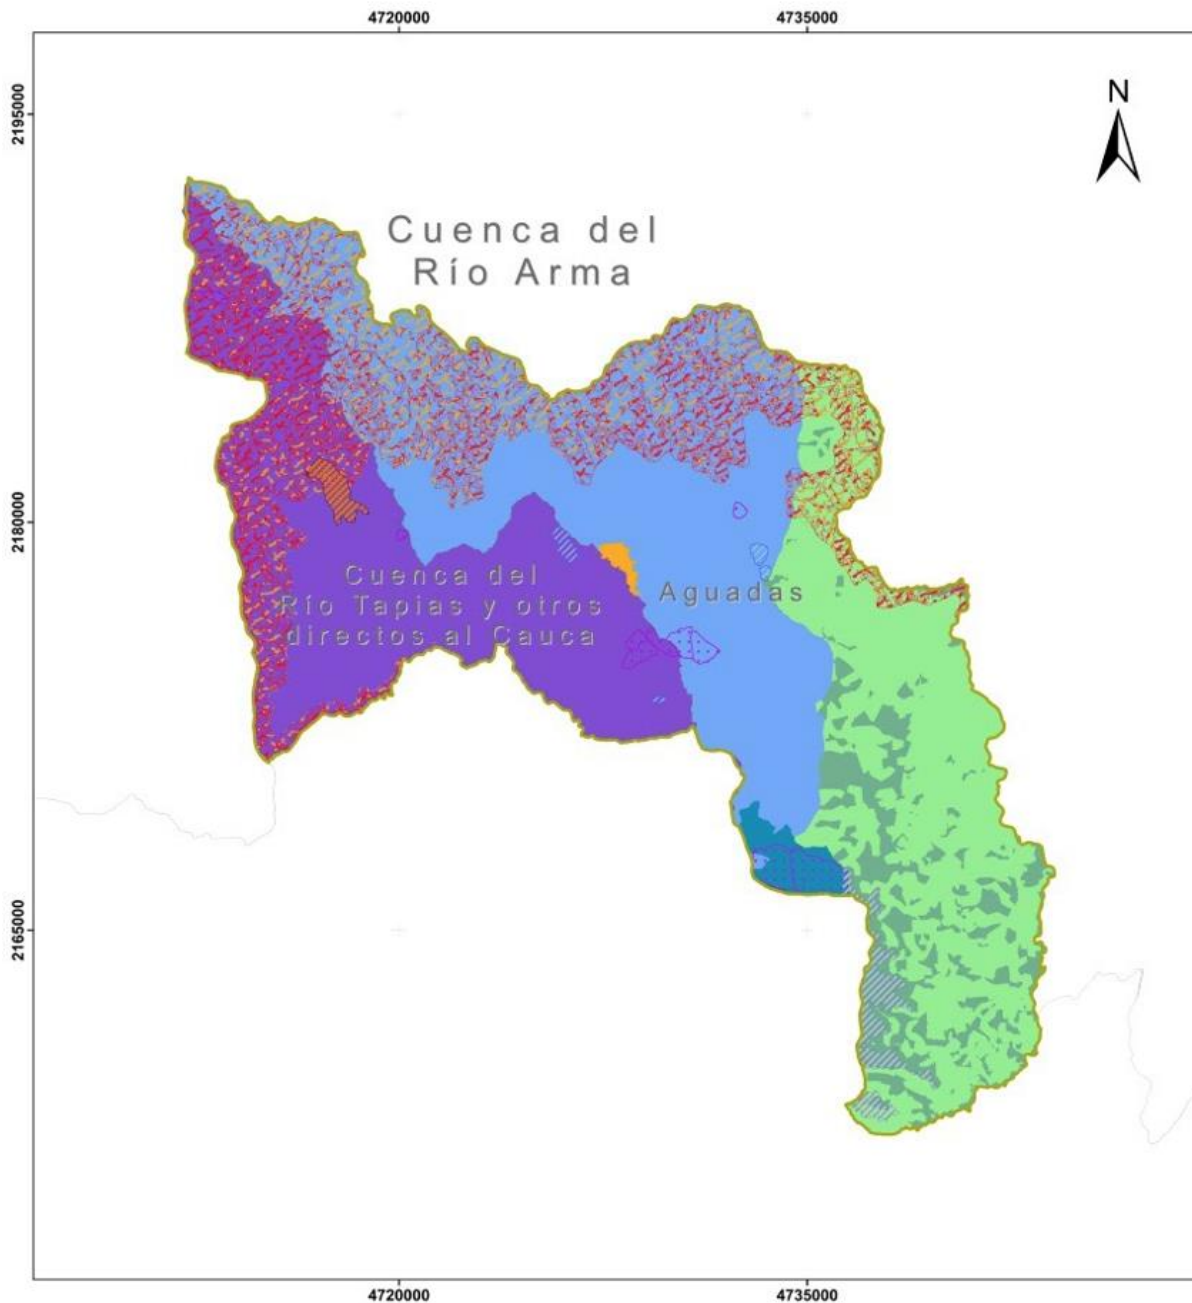 4720000
4735000
2195000
N
Cuenca del
Río Arma
2180000
Cuenca del
Río Tapias y otros
directos al Cauca
Aguadas
2165000
4720000
4735000